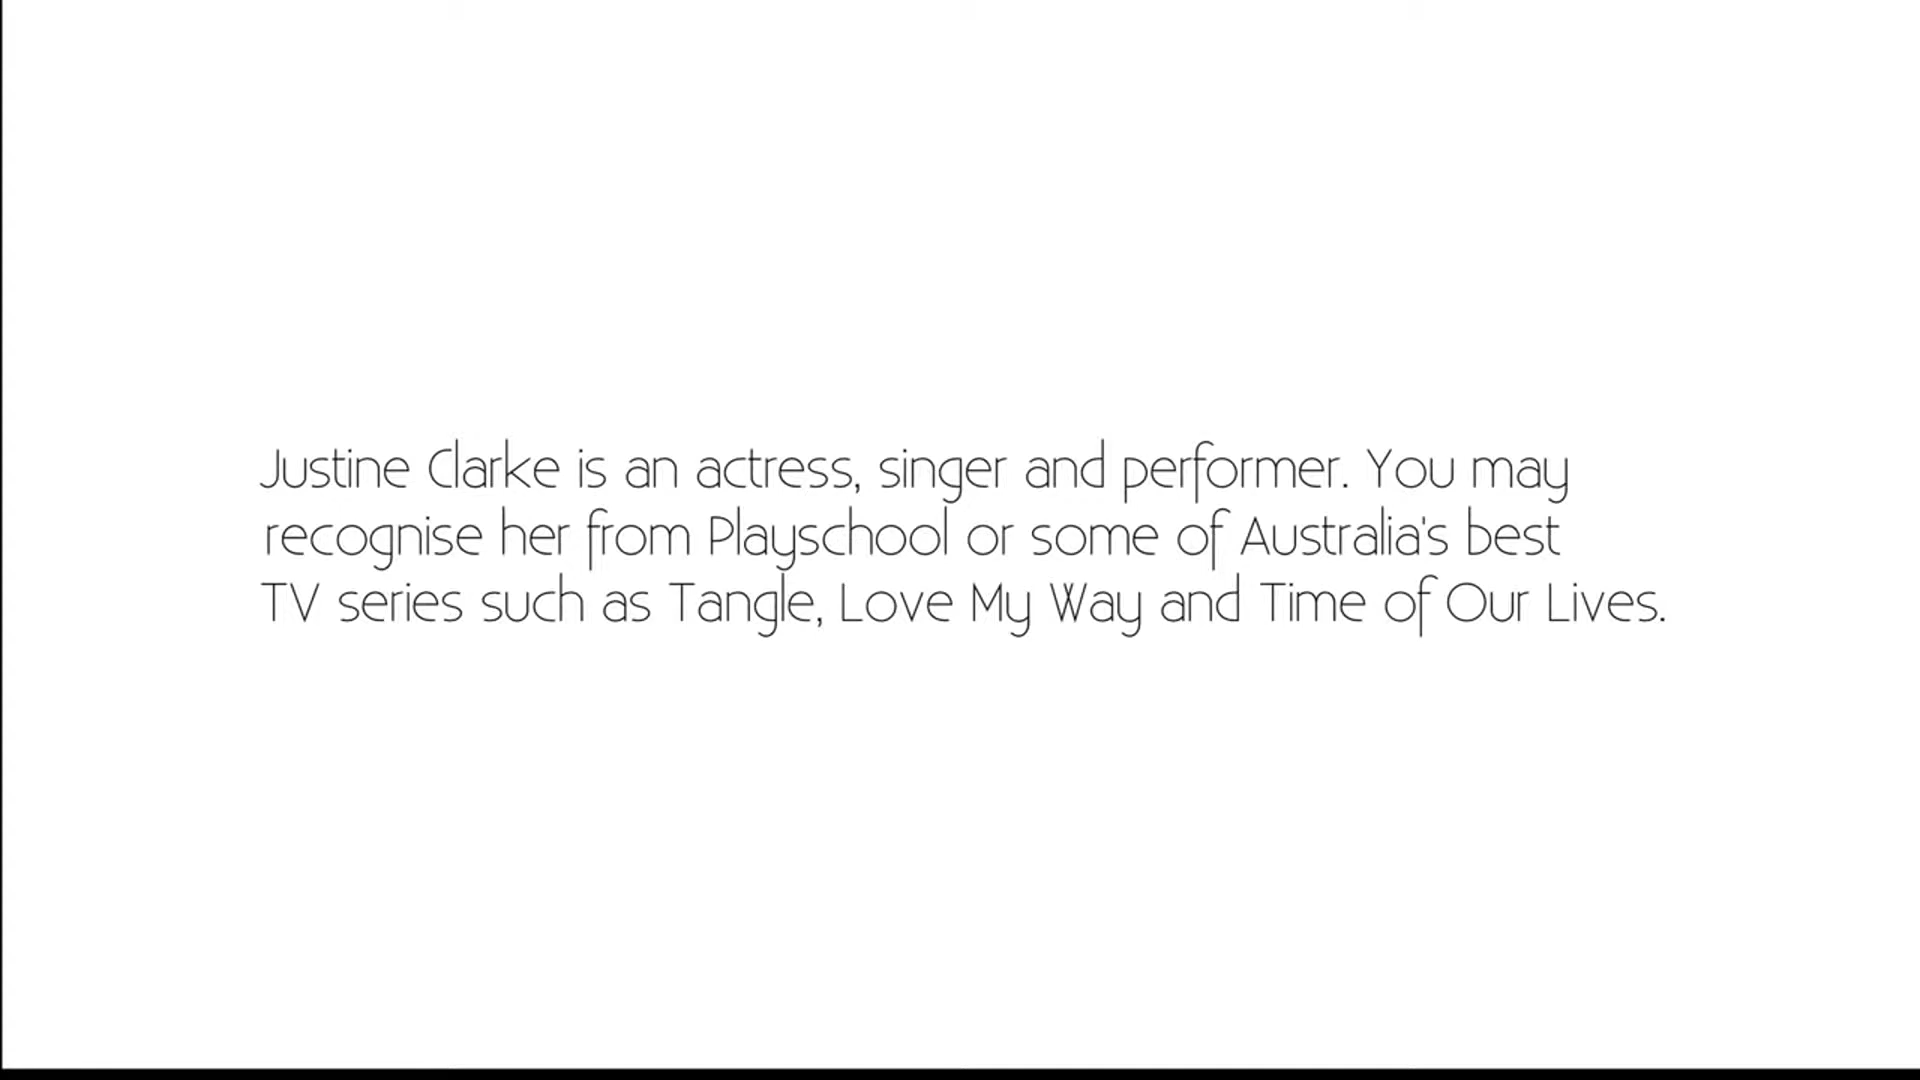 Justine Clarke is an actress, singer and performer. You may
recognise her from Playschool or some of Australia's best
TV series such as Tangle, Love My Way and Time of Our Lives.